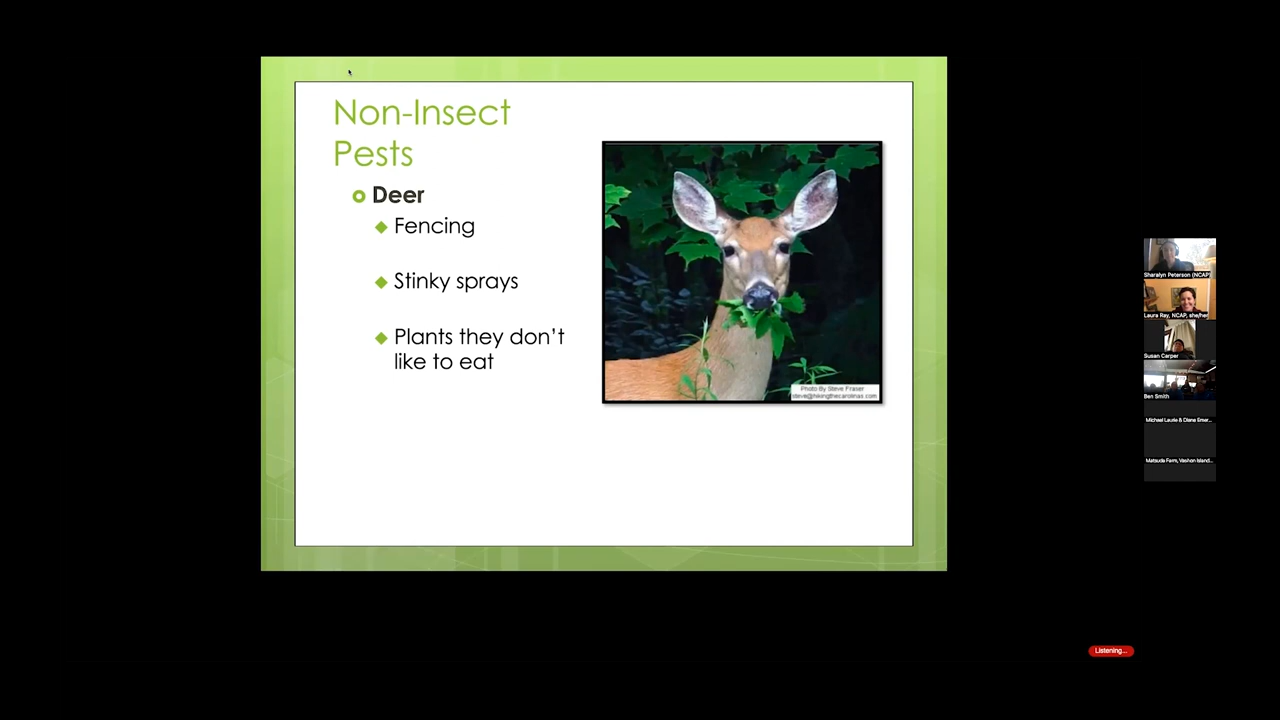 Non-Insect
Pests
Deer
Fencing
Stinky sprays
Plants they don't
like to eat
Photo By Steve Fraser
steve@hikingthecarolinas.com
Sharalyn Peterson (NCAP)
Laura Ray, NCAP, she/her
Susan Carper
Ben Smith
Michael Laurie & Diane Emer...
Matsuda Farm, Vashon Island...
Listening...